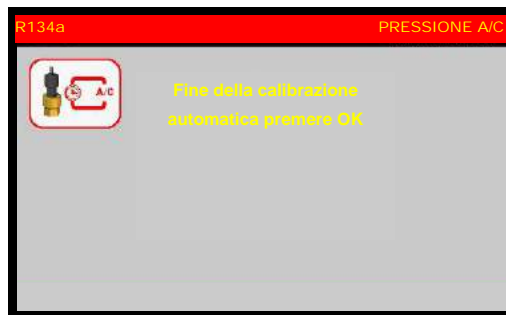 R134a PRESSIONE A/C
A/C
Fine della calibrazione
automatica premere OK